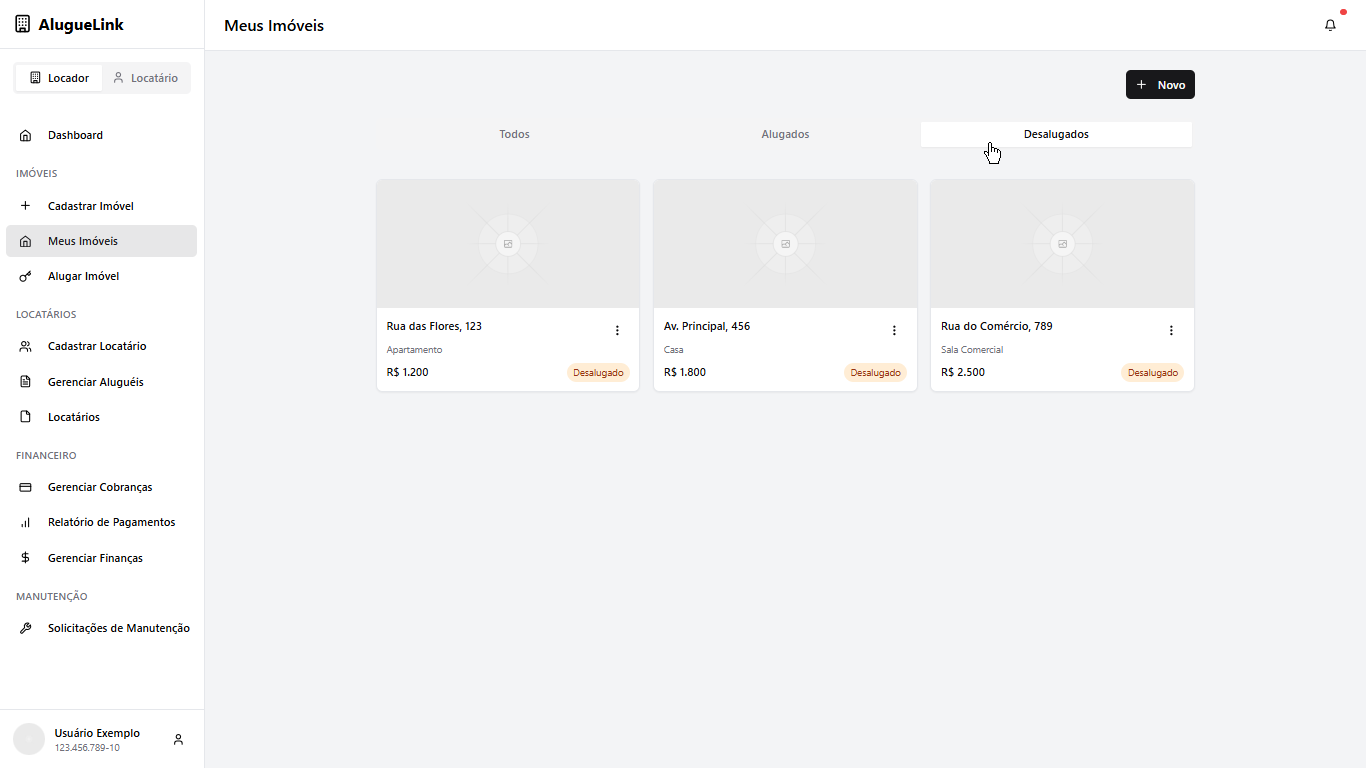 AlugueLink
Locador
Locatário
Dashboard
IMÓVEIS
Cadastrar Imóvel
Meus Imóveis
Alugar Imóvel
LOCATÁRIOS
Cadastrar Locatário
Gerenciar Aluguéis
Locatários
FINANCEIRO
Gerenciar Cobranças
Relatório de Pagamentos
Gerenciar Finanças
MANUTENÇÃO
Solicitações de Manutenção
Usuário Exemplo
123.456.789-10
Meus Imóveis
Novo
Todos
Alugados
Desalugados
Rua das Flores, 123
Apartamento
R$ 1.200
Desalugado
Av. Principal, 456
Casa
R$ 1.800
Desalugado
Rua do Comércio, 789
Sala Comercial
R$ 2.500
Desalugado